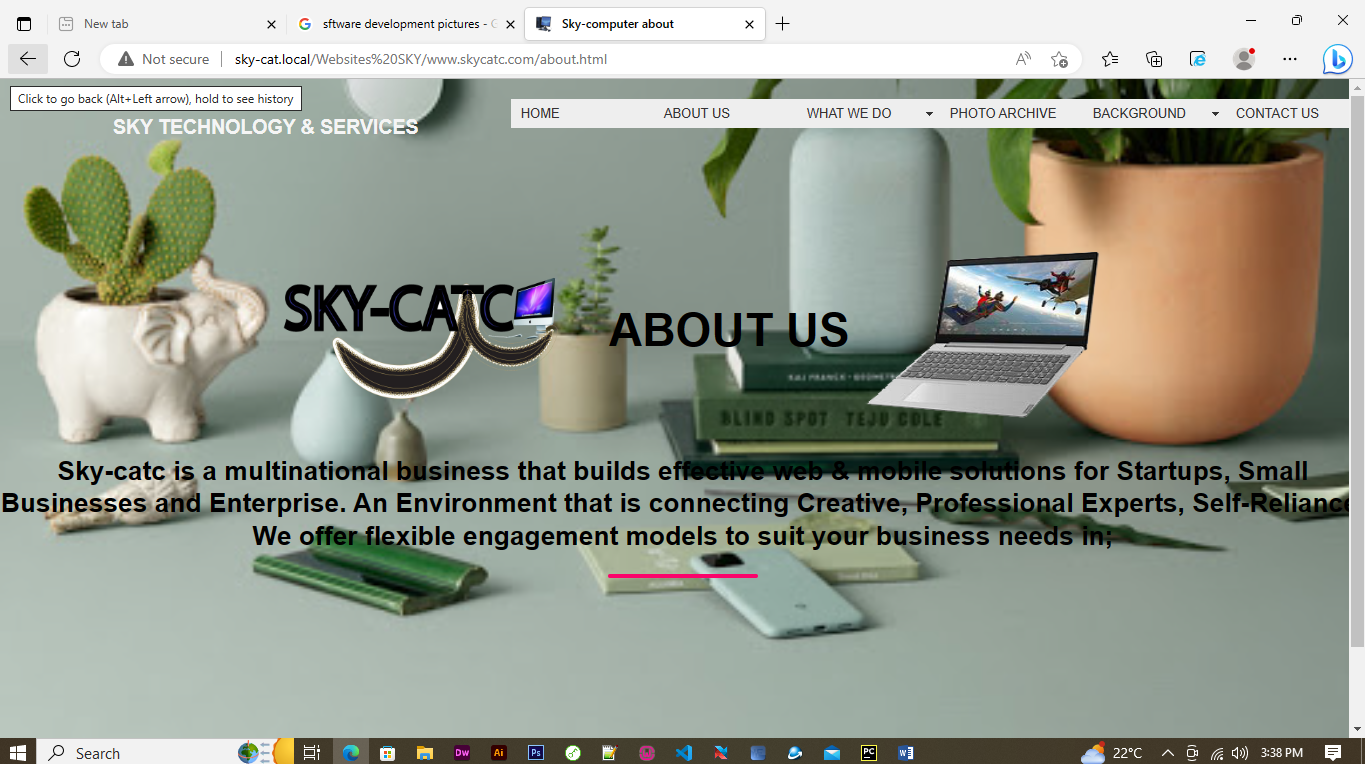 New tab
sftware development pictures - G
Sky-computer about
Not secure
sky-cat.local/Websites%20SKY/www.skycatc.com/about.html
Click to go back (Alt+Left arrow), hold to see history
SKY TECHNOLOGY & SERVICES
HOME
ABOUT US
WHAT WE DO
PHOTO ARCHIVE
BACKGROUND
CONTACT US
SKY-CATC
ABOUT US
BLIND SPOT TEJU COLE
Sky-catc is a multinational business that builds effective web & mobile solutions for Startups, Small
Businesses and Enterprise. An Environment that is connecting Creative, Professional Experts, Self-Reliance
We offer flexible engagement models to suit your business needs in;
Search
Dw
Ai
Ps
PC
22°C
3:38 PM